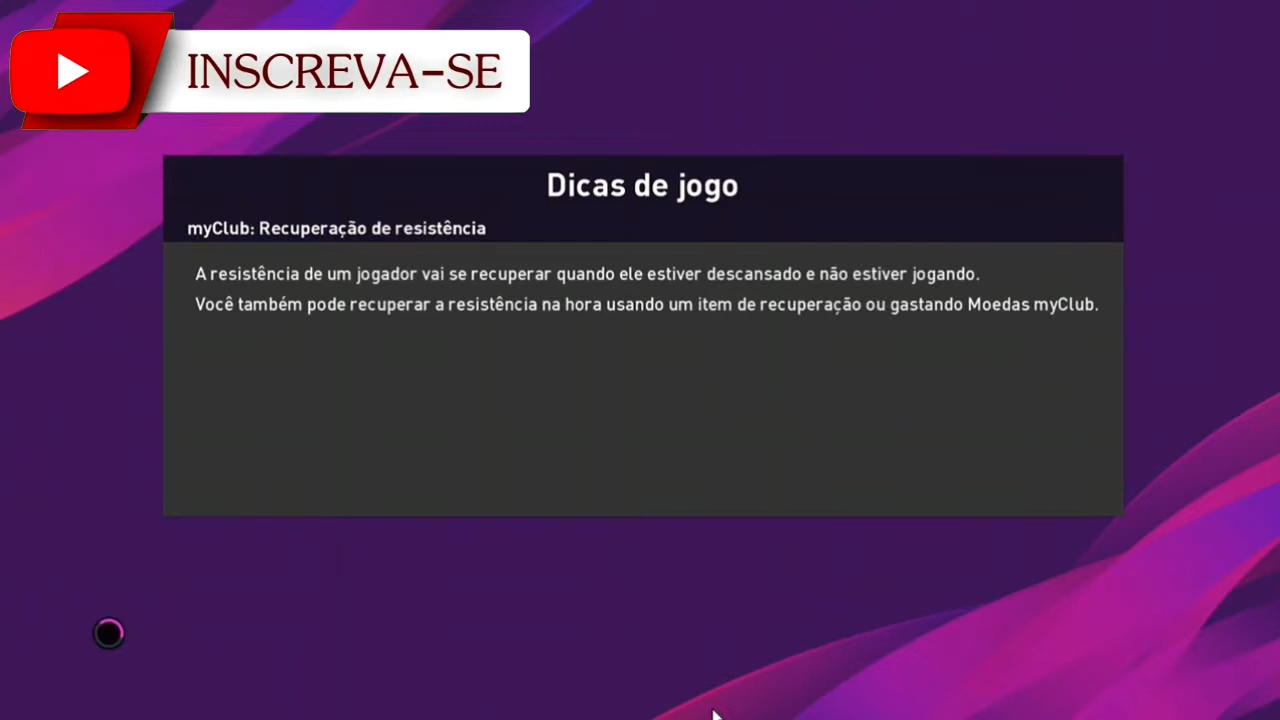 INSCREVA-SE
Dicas de jogo
myClub: Recuperação de resistência
A resistência de um jogador vai se recuperar quando ele estiver descansado e não estiver jogando.
Você também pode recuperar a resistência na hora usando um item de recuperação ou gastando Moedas myClub.